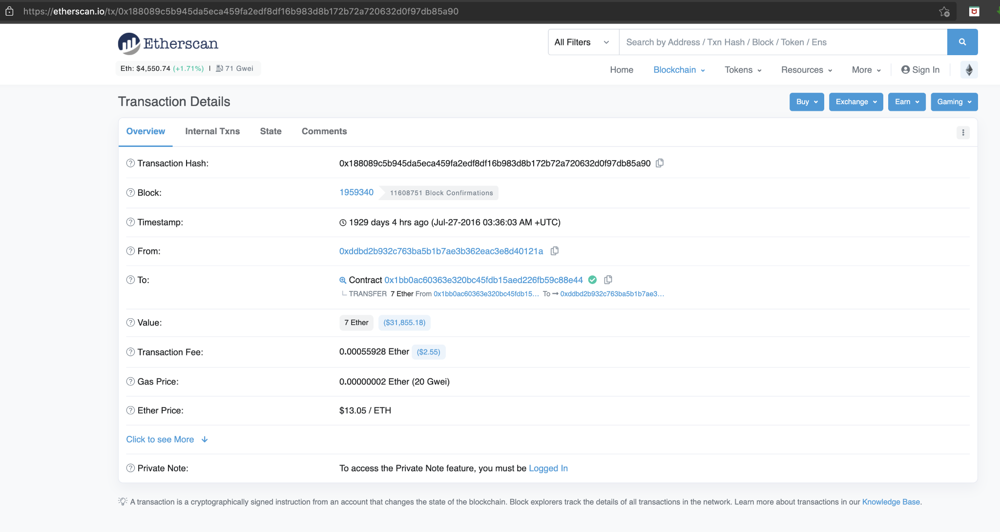 https://etherscan.io/tx/0x188089c5b945da5eca459fa2edf8df16b983d8b172b72a720632d0f97db85a90
Etherscan
All Filters Search by Address / Txn Hash / Block / Token / Ens
Eth: $4,550.74 (+1.71%) | 71 Gwei
Home Blockchain Tokens Resources More Sign In
Transaction Details
Buy Exchange Earn Gaming
Overview Internal Txns State Comments
Transaction Hash: 0x188089c5b945da5eca459fa2edf8df16b983d8b172b72a720632d0f97db85a90
Block: 1959340 11608751 Block Confirmations
Timestamp: 1929 days 4 hrs ago (Jul-27-2016 03:36:03 AM +UTC)
From: 0xddbd2b932c763ba5b1b7ae3b362eac3e8d40121a
To: Contract 0x1bb0ac60363e320bc45fdb15aed226fb59c88e44
TRANSFER 7 Ether From 0x1bb0ac60363e320bc45fdb15... To → 0xddbd2b932c763ba5b1b7ae3...
Value: 7 Ether ($31,855.18)
Transaction Fee: 0.00055928 Ether ($2.55)
Gas Price: 0.00000002 Ether (20 Gwei)
Ether Price: $13.05 / ETH
Click to see More
Private Note: To access the Private Note feature, you must be Logged In
A transaction is a cryptographically signed instruction from an account that changes the state of the blockchain. Block explorers track the details of all transactions in the network. Learn more about transactions in our Knowledge Base.